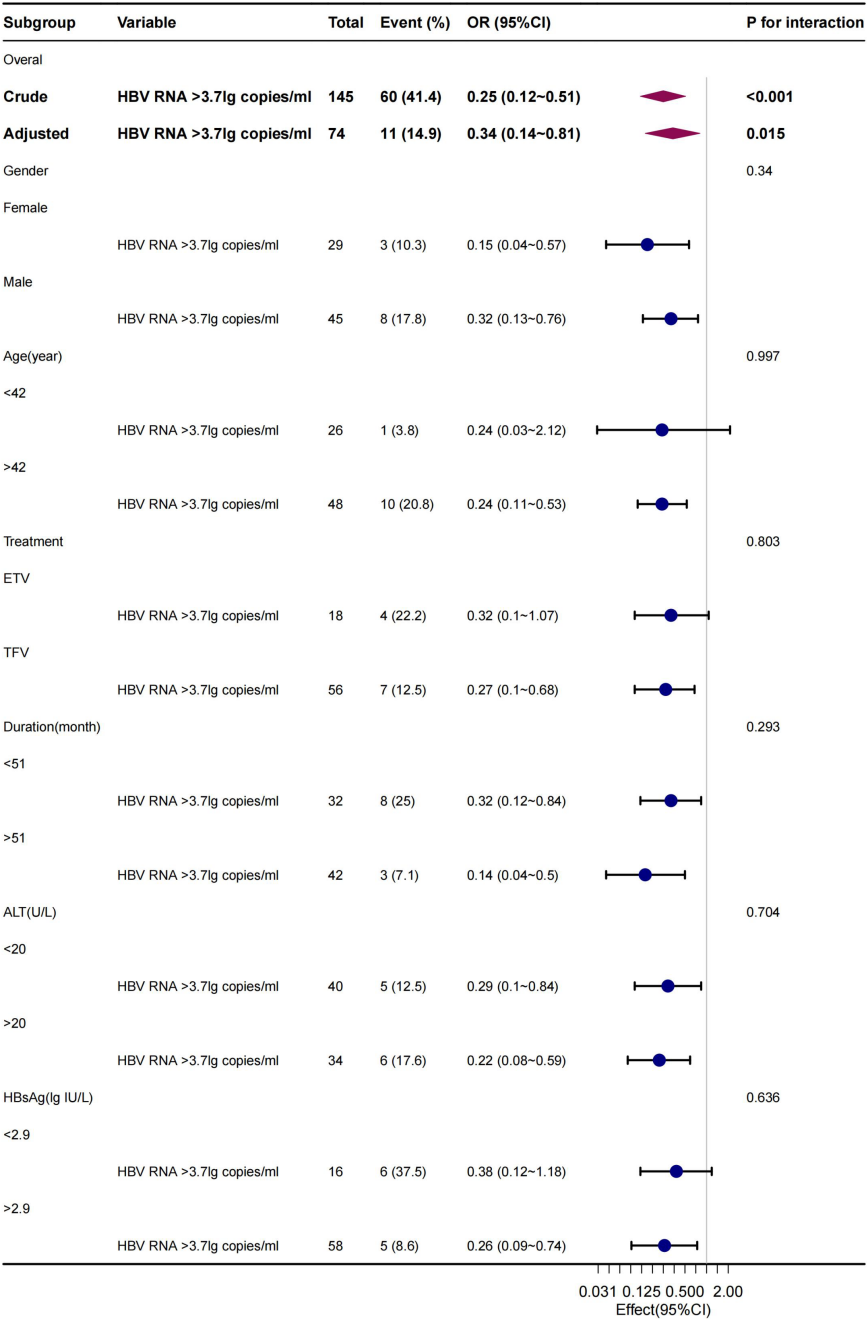 Subgroup Variable Total Event (%) OR (95%CI) P for interaction
Overal
Crude HBV RNA >3.7lg copies/ml 145 60 (41.4) 0.25 (0.12~0.51) <0.001
Adjusted HBV RNA >3.7lg copies/ml 74 11 (14.9) 0.34 (0.14~0.81) 0.015
Gender 0.34
Female
HBV RNA >3.7lg copies/ml 29 3 (10.3) 0.15 (0.04~0.57)
Male
HBV RNA >3.7lg copies/ml 45 8 (17.8) 0.32 (0.13~0.76)
Age(year) 0.997
<42
HBV RNA >3.7lg copies/ml 26 1 (3.8) 0.24 (0.03~2.12)
>42
HBV RNA >3.7lg copies/ml 48 10 (20.8) 0.24 (0.11~0.53)
Treatment 0.803
ETV
HBV RNA >3.7lg copies/ml 18 4 (22.2) 0.32 (0.1~1.07)
TFV
HBV RNA >3.7lg copies/ml 56 7 (12.5) 0.27 (0.1~0.68)
Duration(month) 0.293
<51
HBV RNA >3.7lg copies/ml 32 8 (25) 0.32 (0.12~0.84)
>51
HBV RNA >3.7lg copies/ml 42 3 (7.1) 0.14 (0.04~0.5)
ALT(U/L) 0.704
<20
HBV RNA >3.7lg copies/ml 40 5 (12.5) 0.29 (0.1~0.84)
>20
HBV RNA >3.7lg copies/ml 34 6 (17.6) 0.22 (0.08~0.59)
HBsAg(lg IU/L) 0.636
<2.9
HBV RNA >3.7lg copies/ml 16 6 (37.5) 0.38 (0.12~1.18)
>2.9
HBV RNA >3.7lg copies/ml 58 5 (8.6) 0.26 (0.09~0.74)
0.031 0.125 0.500 2.00
Effect(95%CI)